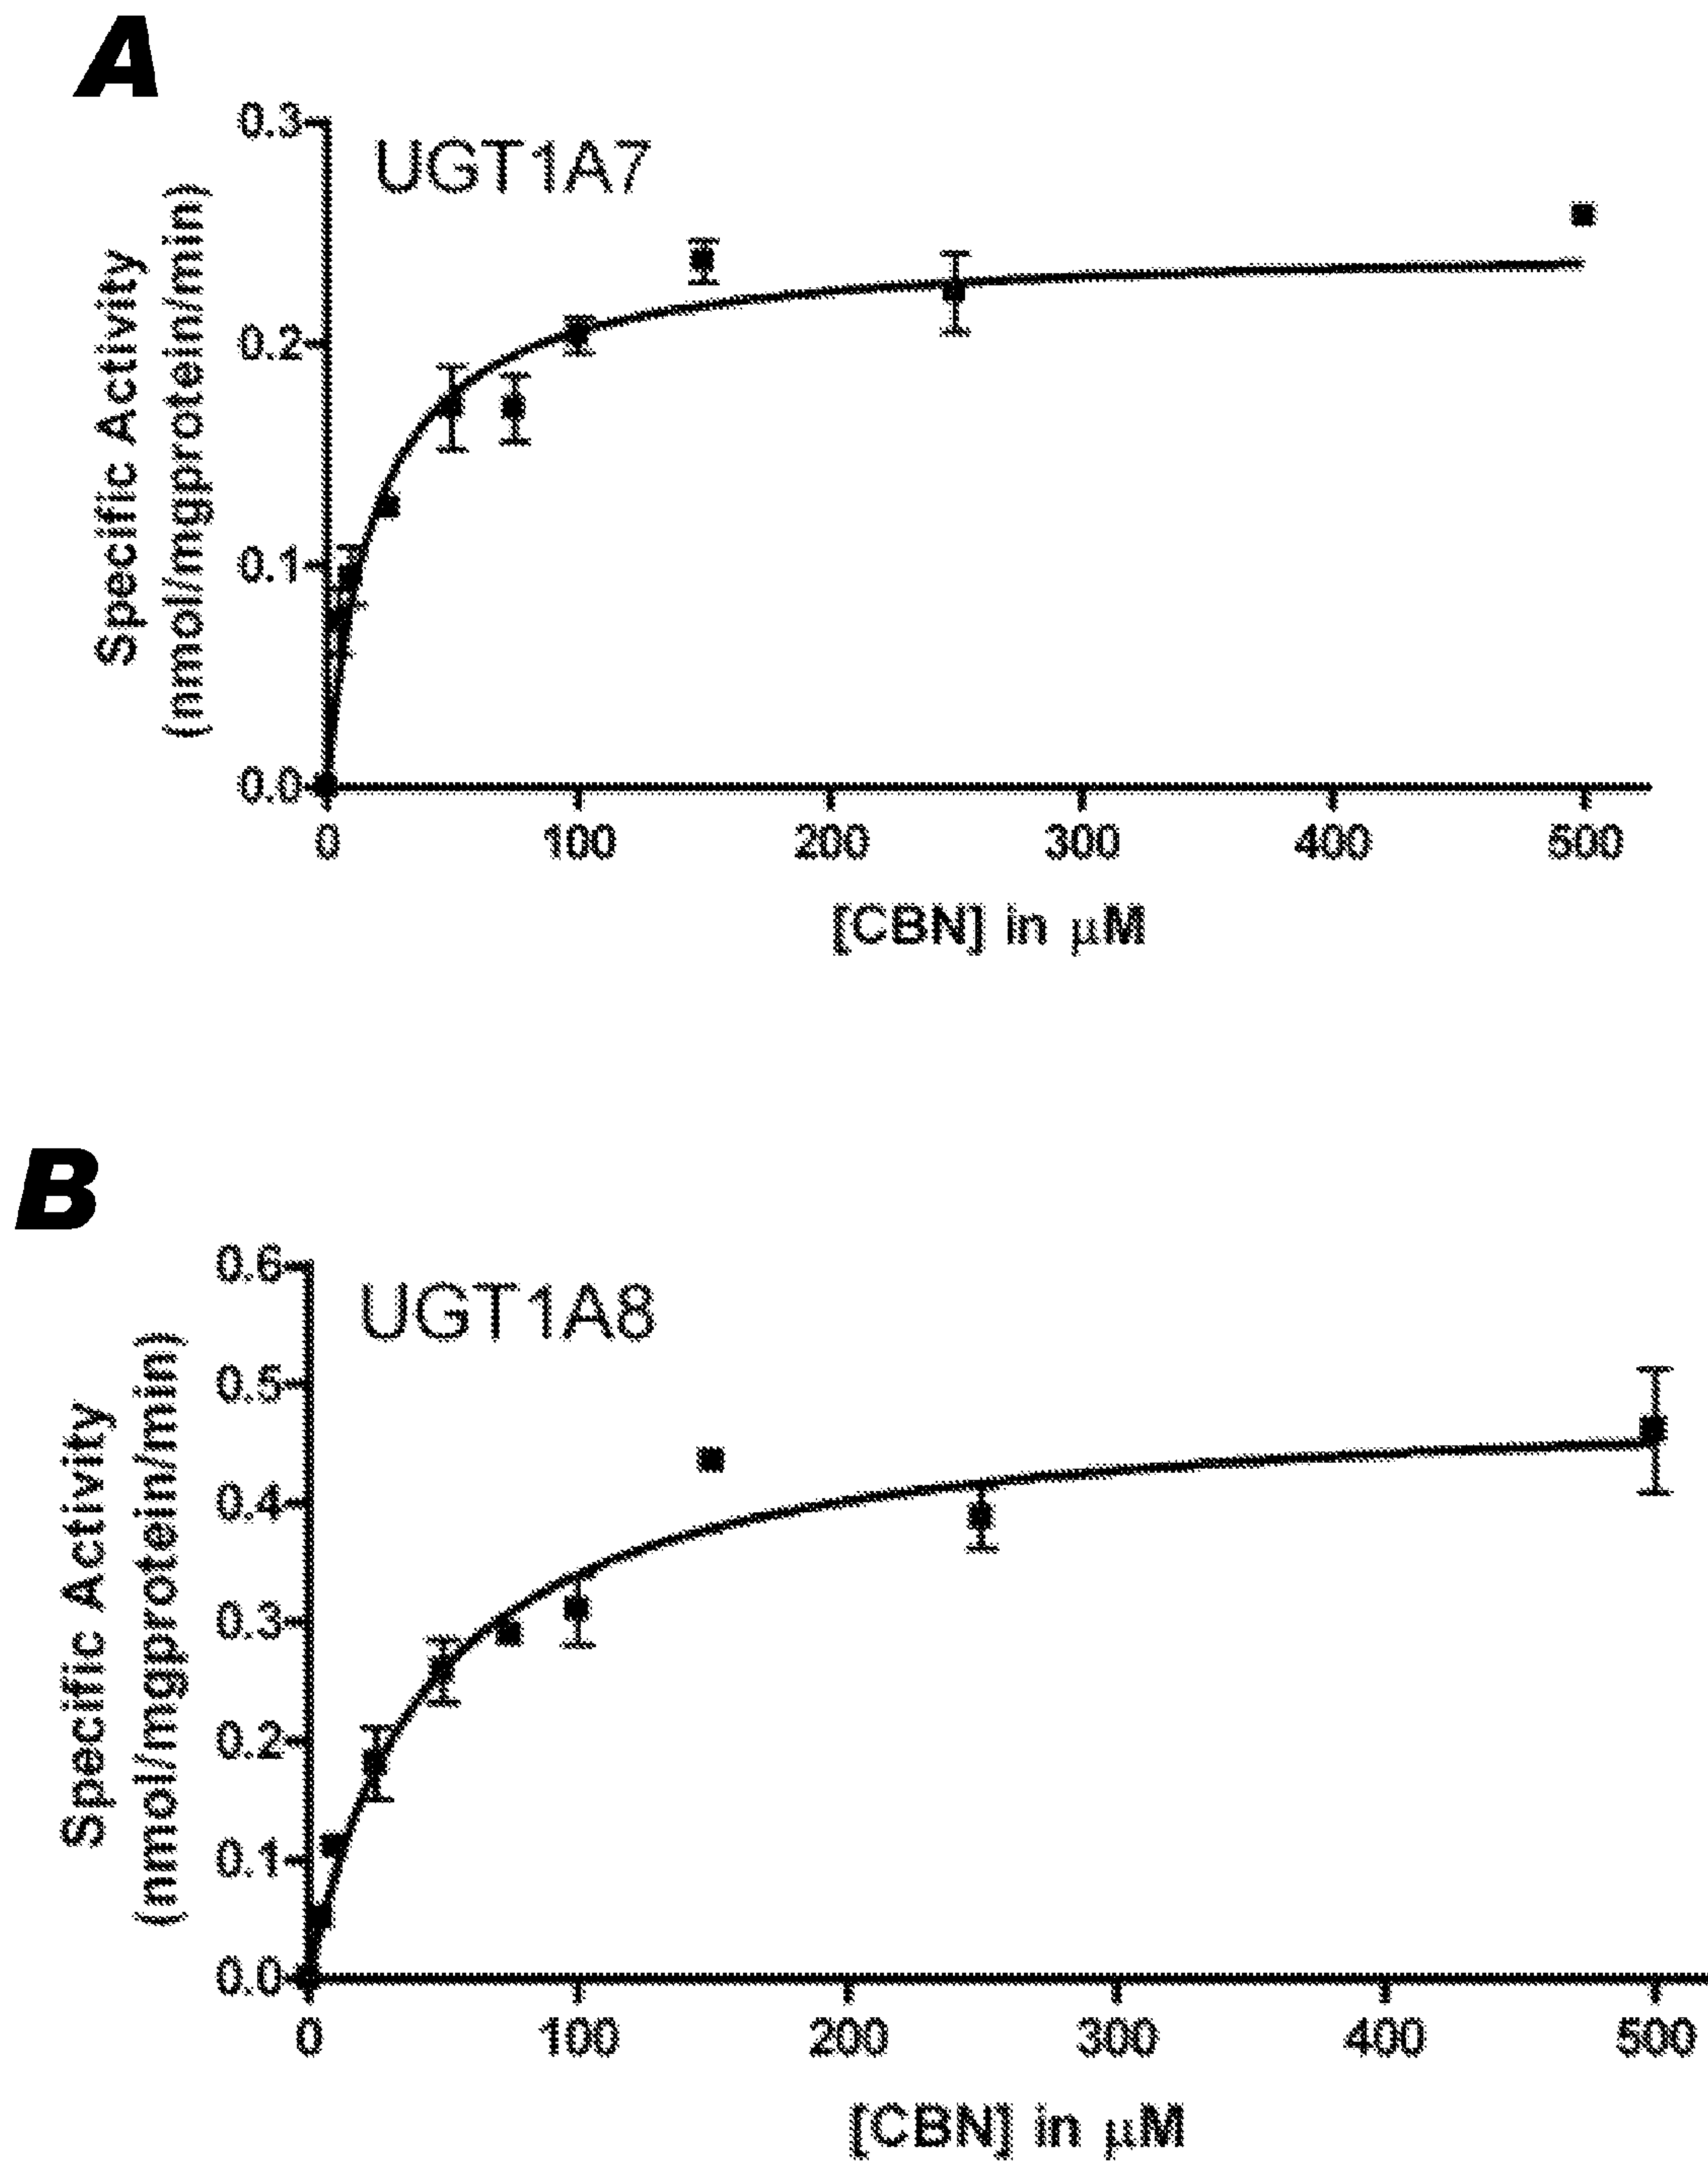 A
0.3
UGT1A7
0.2
0.1
0.0
Specific Activity
(nmol/mgprotein/min)
0 100 200 300 400 500
[CBN] in μM
B
0.6
UGT1A8
0.5
0.4
0.3
0.2
0.1
0.0
Specific Activity
(nmol/mgprotein/min)
0 100 200 300 400 500
[CBN] in μM